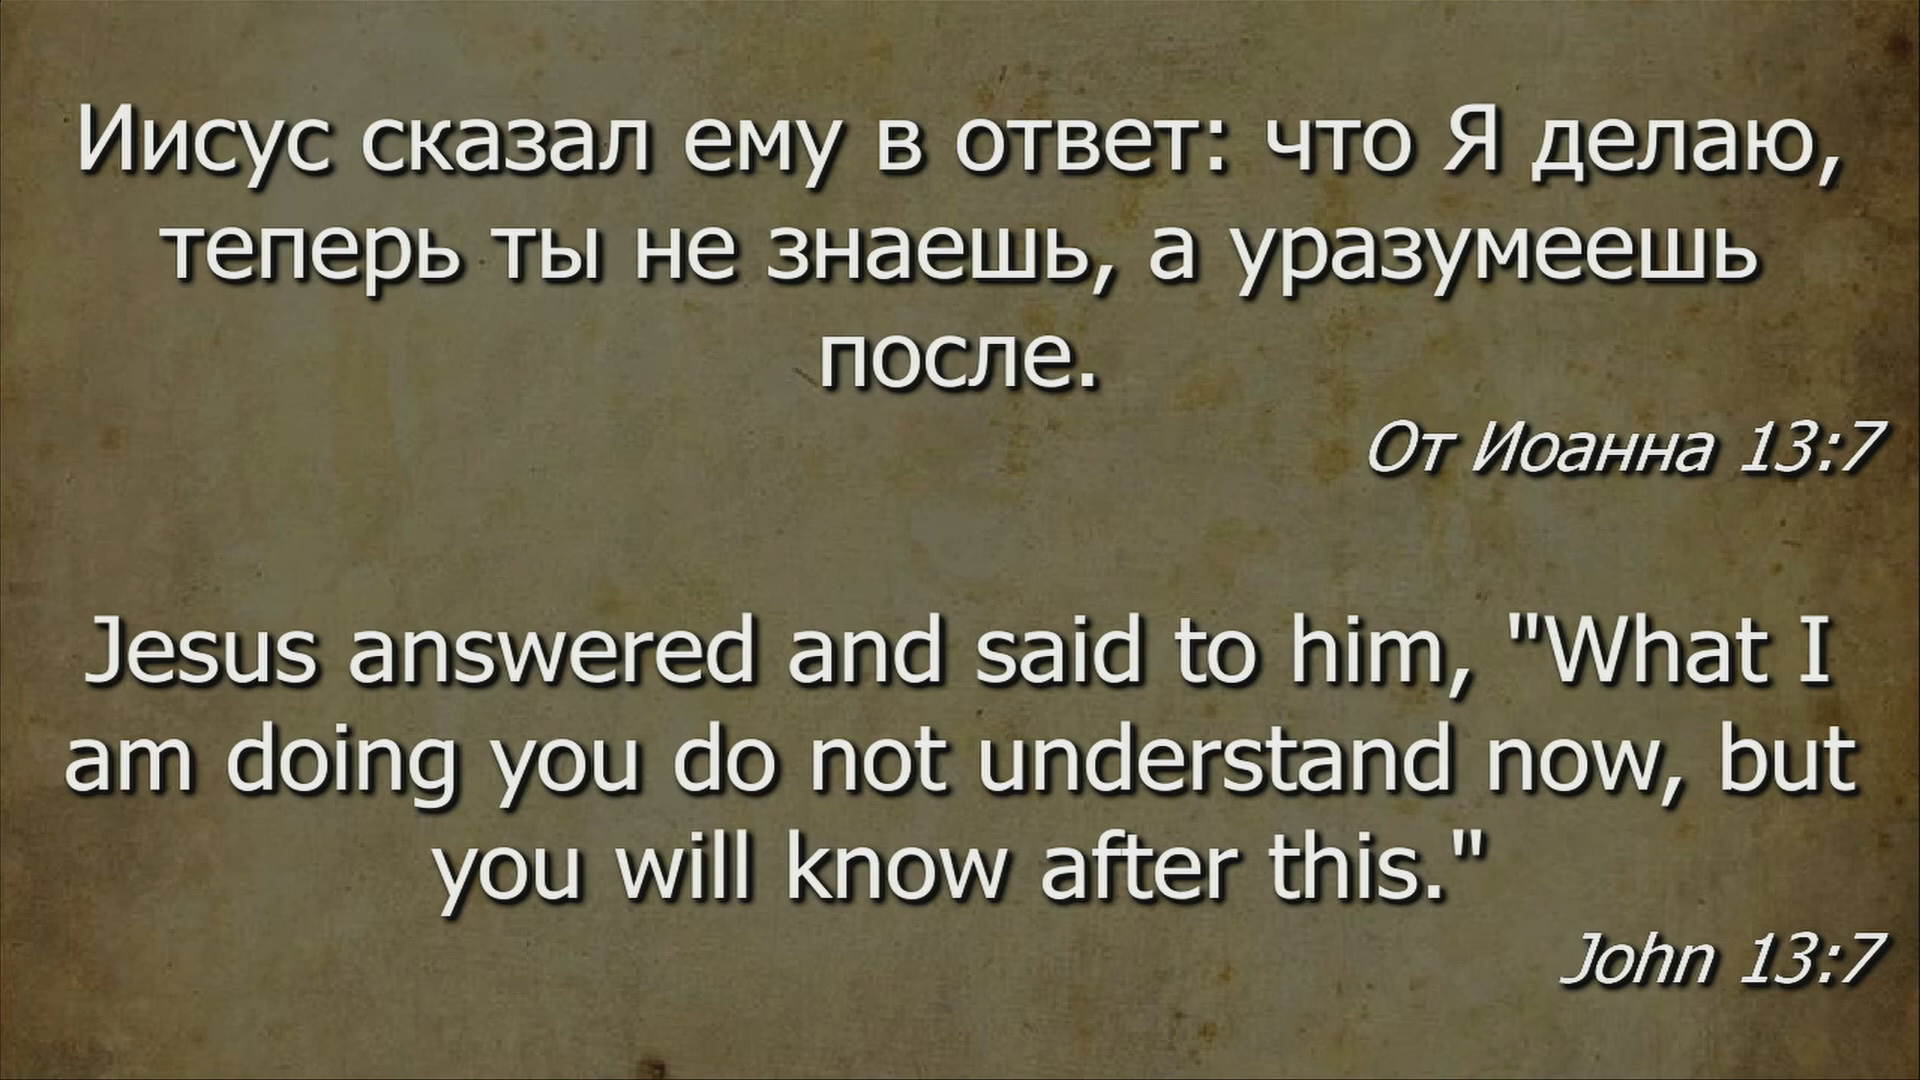 Иисус сказал ему в ответ: что Я делаю,
теперь ты не знаешь, а уразумеешь
после.
От Иоанна 13:7
Jesus answered and said to him, "What I
am doing you do not understand now, but
you will know after this."
John 13:7